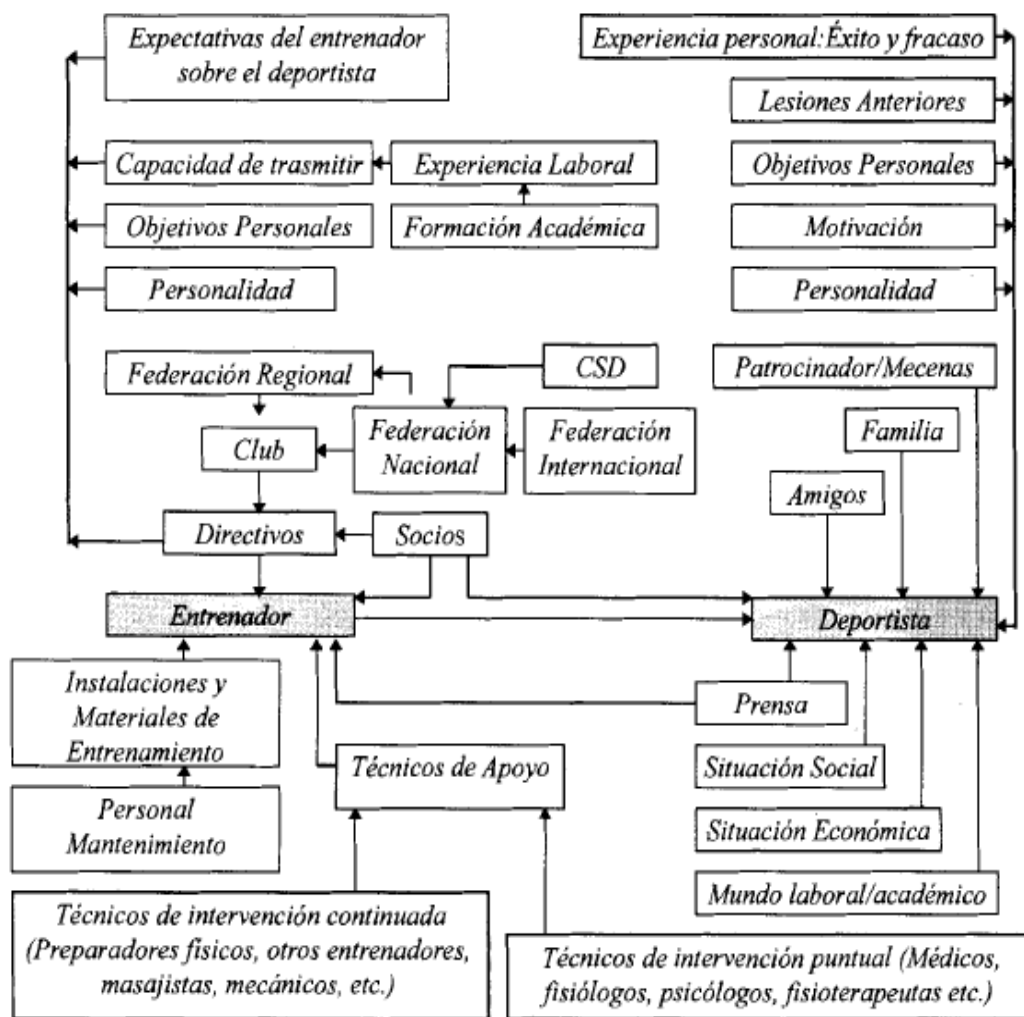 Expectativas del entrenador
sobre el deportista
Experiencia personal:Éxito y fracaso
Lesiones Anteriores
Capacidad de trasmitir
Experiencia Laboral
Objetivos Personales
Objetivos Personales
Formación Académica
Motivación
Personalidad
Personalidad
Federación Regional
CSD
Patrocinador/Mecenas
Club
Federación
Nacional
Federación
Internacional
Familia
Amigos
Directivos
Socios
Entrenador
Deportista
Instalaciones y
Materiales de
Entrenamiento
Prensa
Técnicos de Apoyo
Situación Social
Personal
Mantenimiento
Situación Económica
Mundo laboral/académico
Técnicos de intervención continuada
(Preparadores físicos, otros entrenadores,
masajistas, mecánicos, etc.)
Técnicos de intervención puntual (Médicos,
fisiólogos, psicólogos, fisioterapeutas etc.)